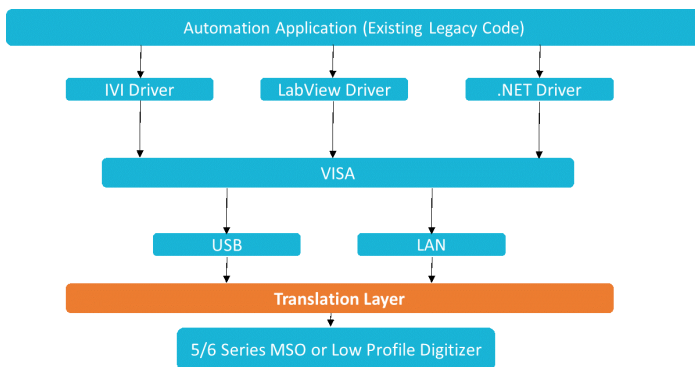 Automation Application (Existing Legacy Code)
IVI Driver
LabView Driver
.NET Driver
VISA
USB
LAN
Translation Layer
5/6 Series MSO or Low Profile Digitizer